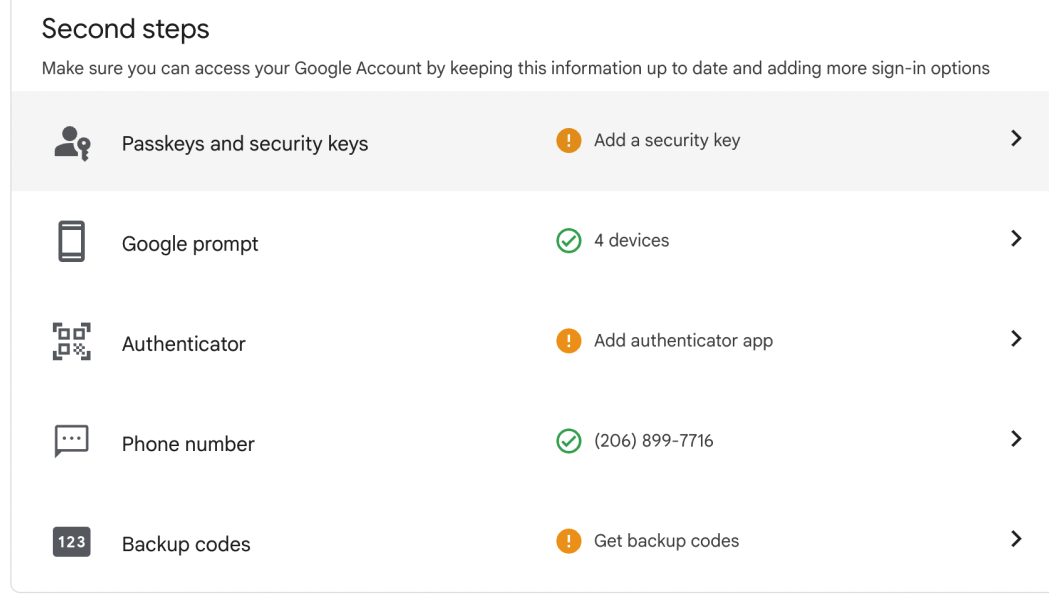 Second steps
Make sure you can access your Google Account by keeping this information up to date and adding more sign-in options
Passkeys and security keys
! Add a security key
Google prompt
4 devices
Authenticator
! Add authenticator app
Phone number
(206) 899-7716
123 Backup codes
! Get backup codes